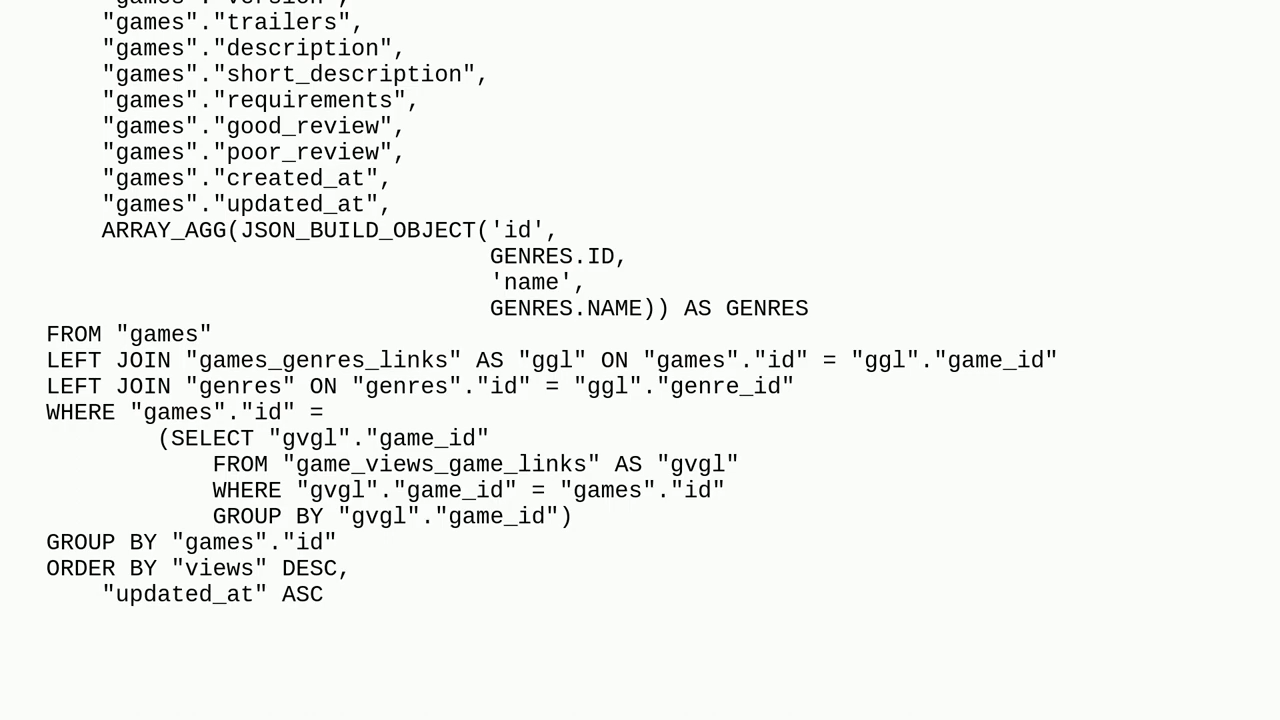 "games"."version",
"games"."trailers",
"games"."description",
"games"."short_description",
"games"."requirements",
"games"."good_review",
"games"."poor_review",
"games"."created_at",
"games"."updated_at",
ARRAY_AGG(JSON_BUILD_OBJECT('id',
GENRES.ID,
'name',
GENRES.NAME)) AS GENRES
FROM "games"
LEFT JOIN "games_genres_links" AS "ggl" ON "games"."id" = "ggl"."game_id"
LEFT JOIN "genres" ON "genres"."id" = "ggl"."genre_id"
WHERE "games"."id" =
(SELECT "gvgl"."game_id"
FROM "game_views_game_links" AS "gvgl"
WHERE "gvgl"."game_id" = "games"."id"
GROUP BY "gvgl"."game_id")
GROUP BY "games"."id"
ORDER BY "views" DESC,
"updated_at" ASC